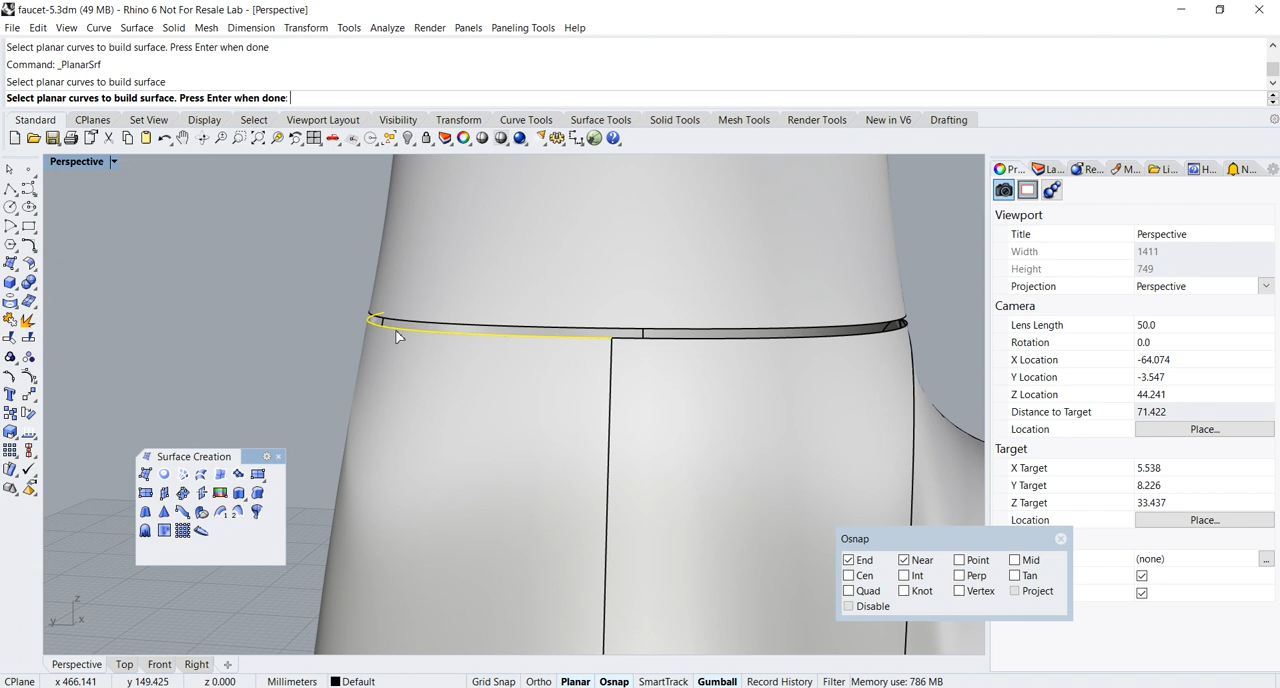 faucet-5.3dm (49 MB) - Rhino 6 Not For Resale Lab - [Perspective]
File Edit View Curve Surface Solid Mesh Dimension Transform Tools Analyze Render Panels Paneling Tools Help
Select planar curves to build surface. Press Enter when done
Command: _PlanarSrf
Select planar curves to build surface
Select planar curves to build surface. Press Enter when done:
Standard CPlanes Set View Display Select Viewport Layout Visibility Transform Curve Tools Surface Tools Solid Tools Mesh Tools Render Tools New in V6 Drafting
Perspective
Pr... La... Re... M... Li... H... N...
Viewport
Title Perspective
Width 1411
Height 749
Projection Perspective
Camera
Lens Length 50.0
Rotation 0.0
X Location -64.074
Y Location -3.547
Z Location 44.241
Distance to Target 71.422
Location Place...
Target
X Target 5.538
Y Target 8.226
Z Target 33.437
Location Place...
(none) ...
Surface Creation
1 2
Osnap
End Near Point Mid
Cen Int Perp Tan
Quad Knot Vertex Project
Disable
z
y x
Perspective Top Front Right
CPlane x 466.141 y 149.425 z 0.000 Millimeters Default Grid Snap Ortho Planar Osnap SmartTrack Gumball Record History Filter Memory use: 786 MB